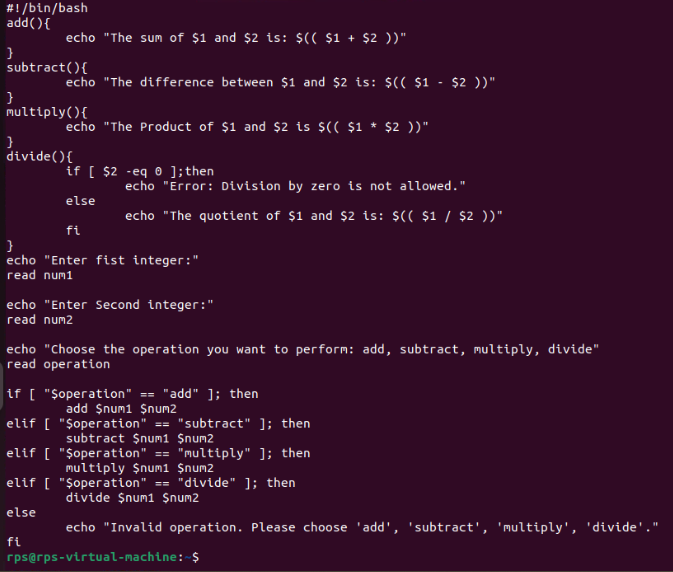 #!/bin/bash
add(){
        echo "The sum of $1 and $2 is: $(( $1 + $2 ))"
}
subtract(){
        echo "The difference between $1 and $2 is: $(( $1 - $2 ))"
}
multiply(){
        echo "The Product of $1 and $2 is $(( $1 * $2 ))"
}
divide(){
        if [ $2 -eq 0 ];then
                echo "Error: Division by zero is not allowed."
        else
                echo "The quotient of $1 and $2 is: $(( $1 / $2 ))"
        fi
}
echo "Enter fist integer:"
read num1

echo "Enter Second integer:"
read num2

echo "Choose the operation you want to perform: add, subtract, multiply, divide"
read operation

if [ "$operation" == "add" ]; then
        add $num1 $num2
elif [ "$operation" == "subtract" ]; then
        subtract $num1 $num2
elif [ "$operation" == "multiply" ]; then
        multiply $num1 $num2
elif [ "$operation" == "divide" ]; then
        divide $num1 $num2
else
        echo "Invalid operation. Please choose 'add', 'subtract', 'multiply', 'divide'."
fi
rps@rps-virtual-machine:~$